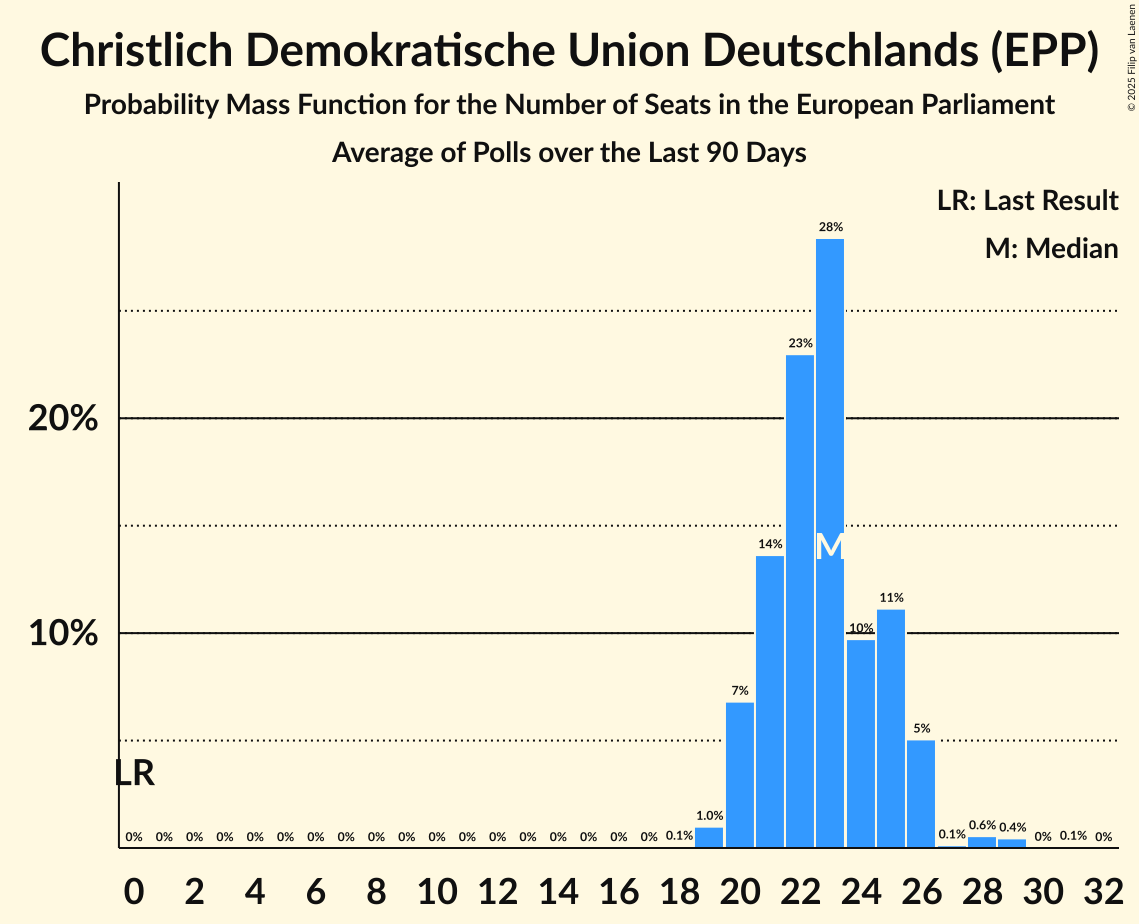 Christlich Demokratische Union Deutschlands (EPP)
Probability Mass Function for the Number of Seats in the European Parliament
Average of Polls over the Last 90 Days
© 2025 Filip van Laenen
LR: Last Result
M: Median
28%
23%
20%
M
14%
11%
10%
10%
7%
5%
LR
1.0%
0% 0% 0% 0% 0% 0% 0% 0% 0% 0% 0% 0% 0% 0% 0% 0% 0% 0% 0.1% 0.1% 0.6% 0.4% 0% 0.1% 0%
0 2 4 6 8 10 12 14 16 18 20 22 24 26 28 30 32